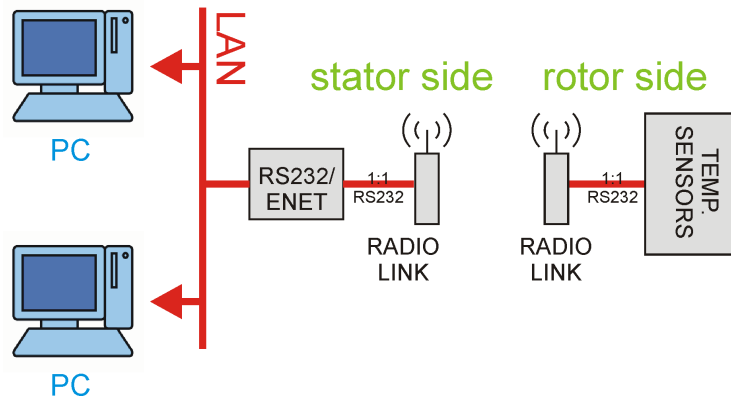 LAN
PC
stator side
rotor side
RS232/
ENET
1:1
RS232
RADIO
LINK
RADIO
LINK
1:1
RS232
TEMP.
SENSORS
PC